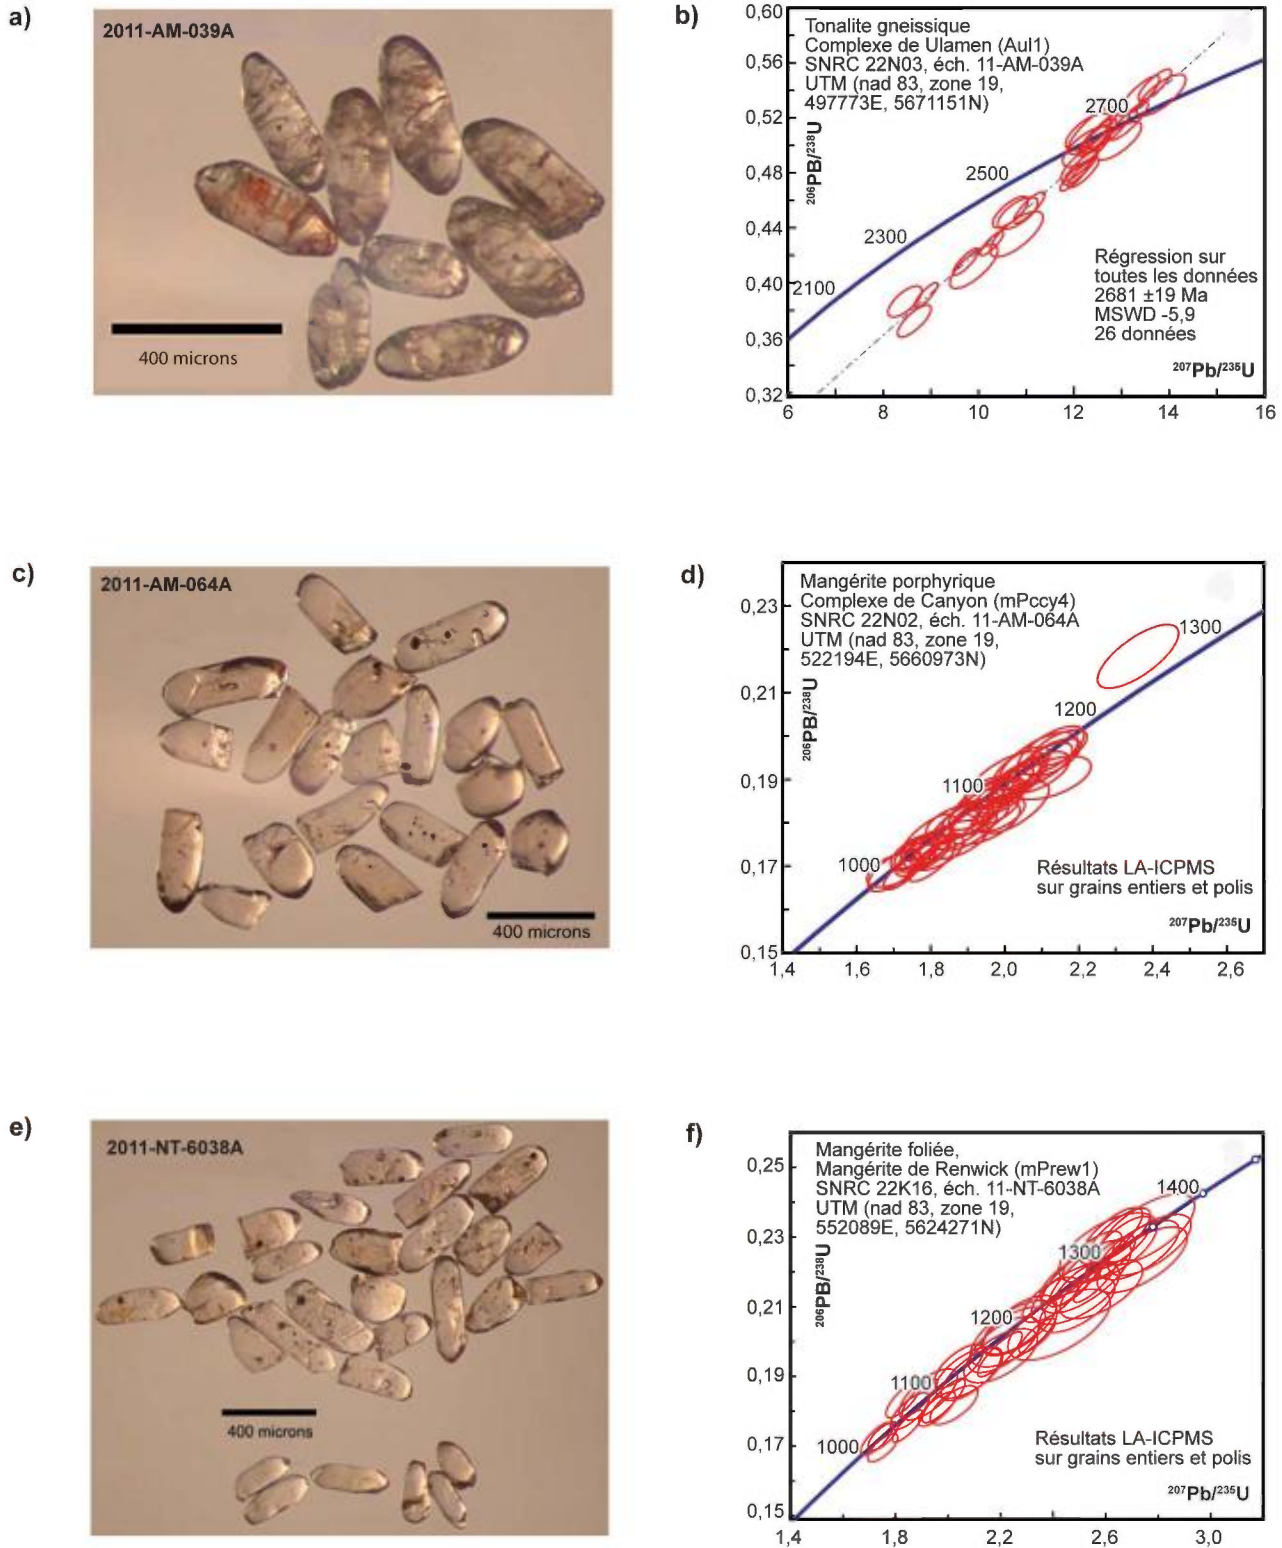 a)
2011-AM-039A
400 microns
b)
Tonalite gneissique
Complexe de Ulamen (Aul1)
SNRC 22N03, éch. 11-AM-039A
UTM (nad 83, zone 19,
497773E, 5671151N)
0,60
0,56
0,52
0,48
0,44
0,40
0,36
0,32
²⁰⁶PB/²³⁸U
2700
2500
2300
2100
Régression sur
toutes les données
2681 ±19 Ma
MSWD -5,9
26 données
²⁰⁷Pb/²³⁵U
6 8 10 12 14 16
c)
2011-AM-064A
400 microns
d)
Mangérite porphyrique
Complexe de Canyon (mPccy4)
SNRC 22N02, éch. 11-AM-064A
UTM (nad 83, zone 19,
522194E, 5660973N)
0,23
0,21
0,19
0,17
0,15
²⁰⁶PB/²³⁸U
1300
1200
1100
1000
Résultats LA-ICPMS
sur grains entiers et polis
²⁰⁷Pb/²³⁵U
1,4 1,6 1,8 2,0 2,2 2,4 2,6
e)
2011-NT-6038A
400 microns
f)
Mangérite foliée,
Mangérite de Renwick (mPrew1)
SNRC 22K16, éch. 11-NT-6038A
UTM (nad 83, zone 19,
552089E, 5624271N)
0,25
0,23
0,21
0,19
0,17
0,15
²⁰⁶PB/²³⁸U
1400
1300
1200
1100
1000
Résultats LA-ICPMS
sur grains entiers et polis
²⁰⁷Pb/²³⁵U
1,4 1,8 2,2 2,6 3,0